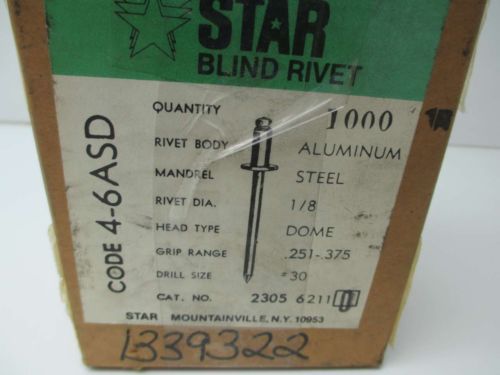 STAR
BLIND RIVET
CODE 4-6ASD
QUANTITY 1000
RIVET BODY ALUMINUM
MANDREL STEEL
RIVET DIA. 1/8
HEAD TYPE DOME
GRIP RANGE .251-.375
DRILL SIZE #30
CAT. NO. 2305 6211
STAR MOUNTAINVILLE, N.Y. 10953
1339322